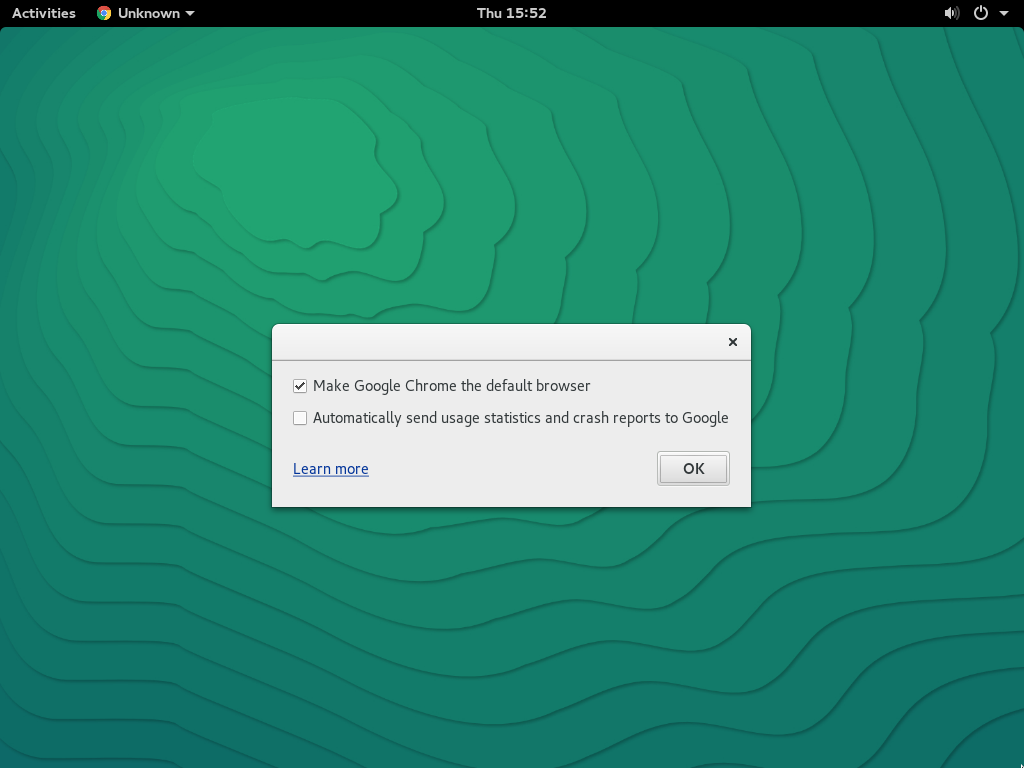 Activities Unknown Thu 15:52
Make Google Chrome the default browser
Automatically send usage statistics and crash reports to Google
Learn more OK